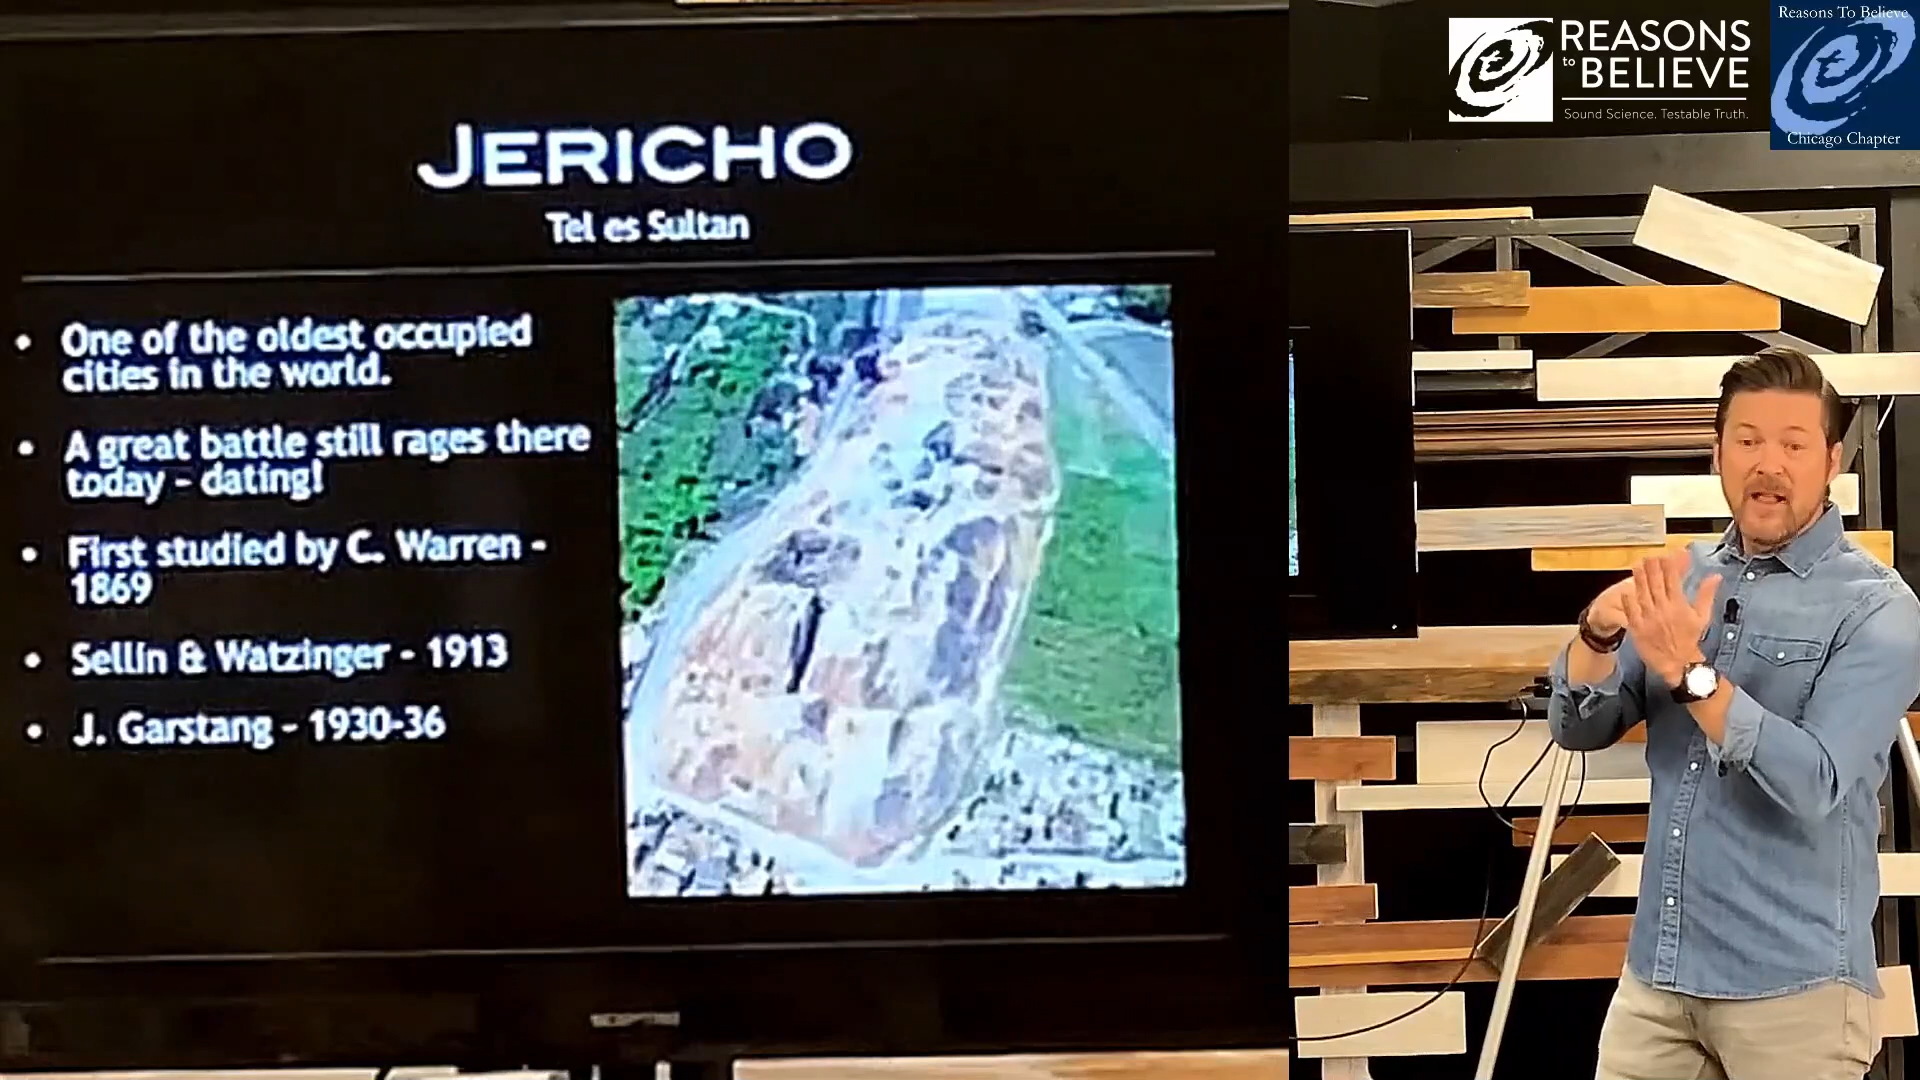 JERICHO
Tel es Sultan
• One of the oldest occupied
cities in the world.
• A great battle still rages there
today - dating!
• First studied by C. Warren -
1869
• Sellin & Watzinger - 1913
• J. Garstang - 1930-36
REASONS
to BELIEVE
Sound Science. Testable Truth.
Reasons To Believe
Chicago Chapter